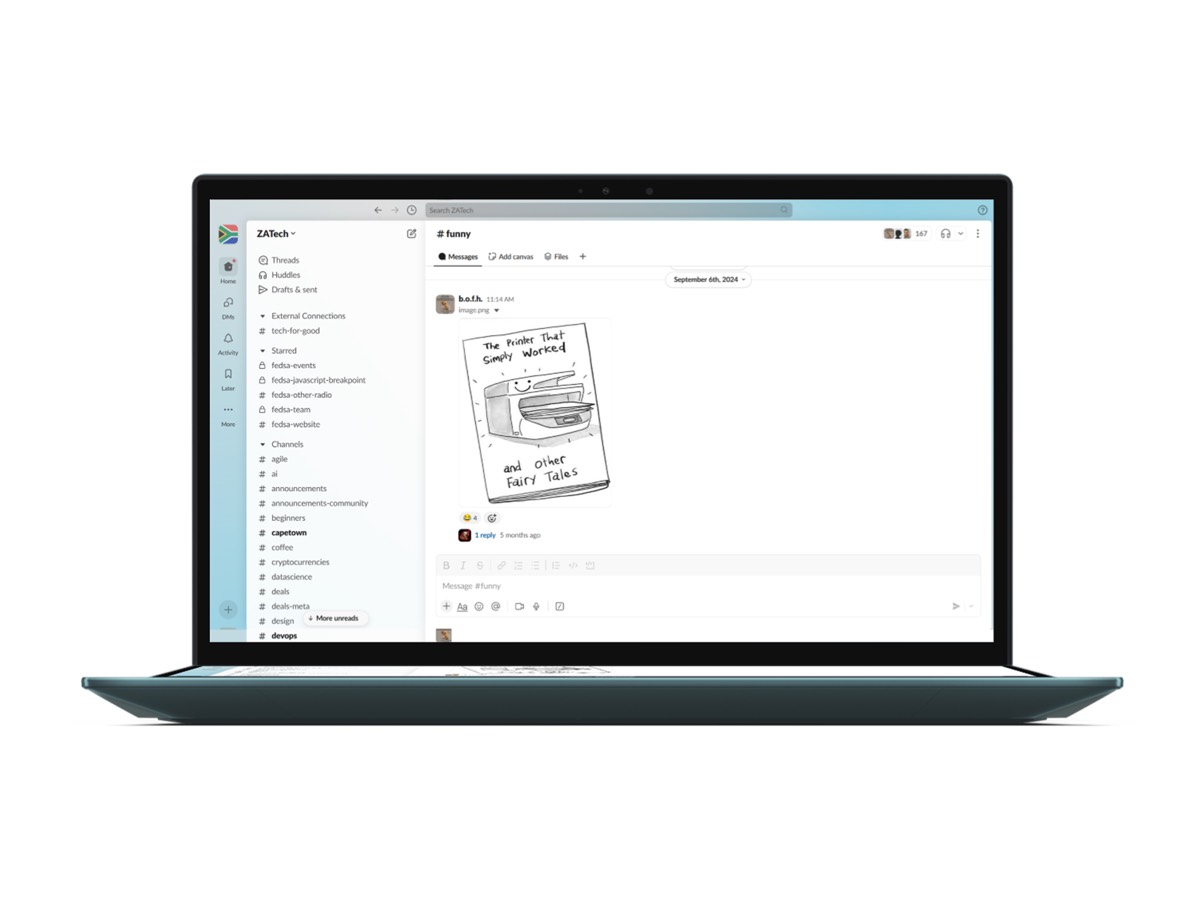 Search ZATech
ZATech
Home
DMs
Activity
Later
More
Threads
Huddles
Drafts & sent
External Connections
# tech-for-good
Starred
fedsa-events
fedsa-javascript-breakpoint
# fedsa-other-radio
fedsa-team
# fedsa-website
Channels
# agile
# ai
# announcements
# announcements-community
# beginners
# capetown
# coffee
# cryptocurrencies
# datascience
# deals
# deals-meta
# design
# devops
↓ More unreads
# funny
167
Messages
Add canvas
Files
+
September 6th, 2024
b.o.f.h. 11:14 AM
image.png
The Printer That
Simply Worked
and Other
Fairy Tales
😂 4
1 reply 5 months ago
B I S
Message #funny
+ Aa @